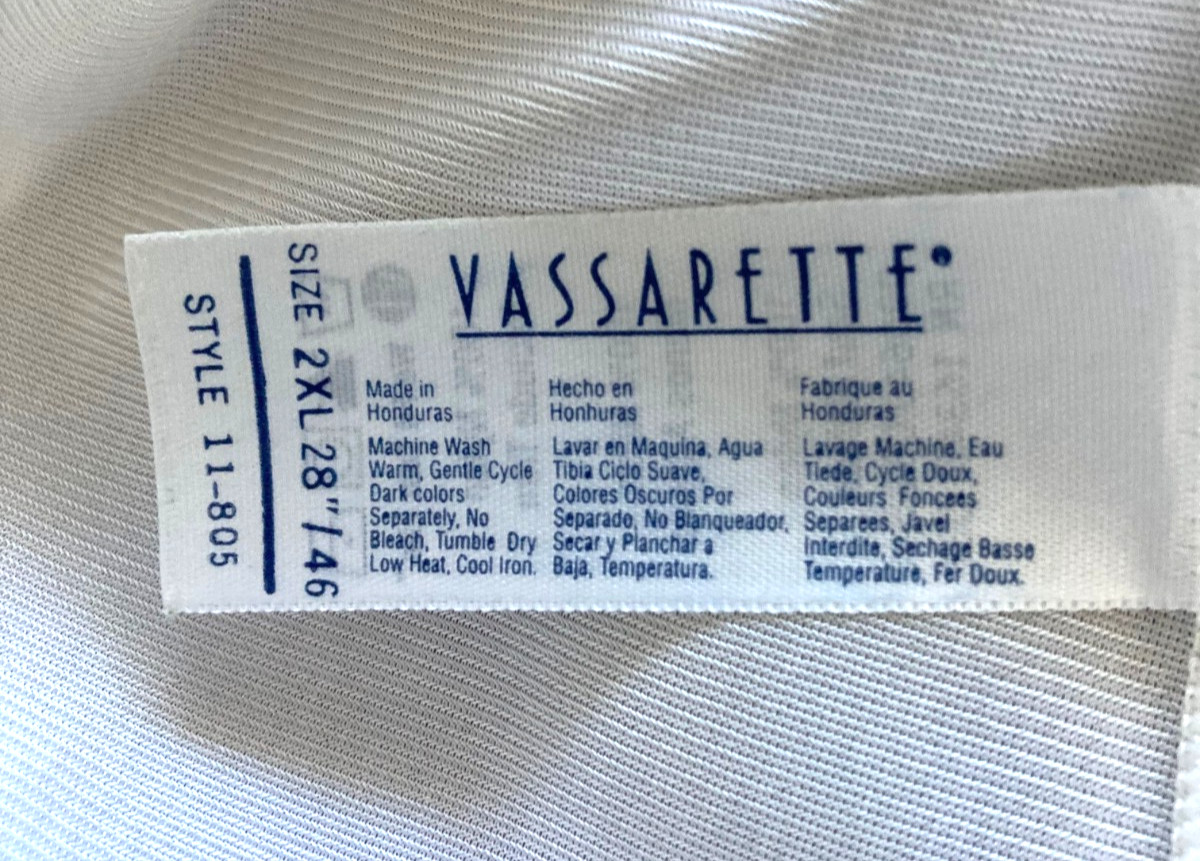 VASSARETTE®
Made in
Honduras
Machine Wash
Warm, Gentle Cycle
Dark colors
Separately, No
Bleach, Tumble Dry
Low Heat, Cool Iron.
Hecho en
Honhuras
Lavar en Maquina, Agua
Tibia Ciclo Suave,
Colores Oscuros Por
Separado, No Blanqueador,
Secar y Planchar a
Baja, Temperatura.
Fabrique au
Honduras
Lavage Machine, Eau
Tiede, Cycle Doux,
Couleurs Foncees
Separees, Javel
Interdite, Sechage Basse
Temperature, Fer Doux.
SIZE 2XL 28"/46
STYLE 11-805